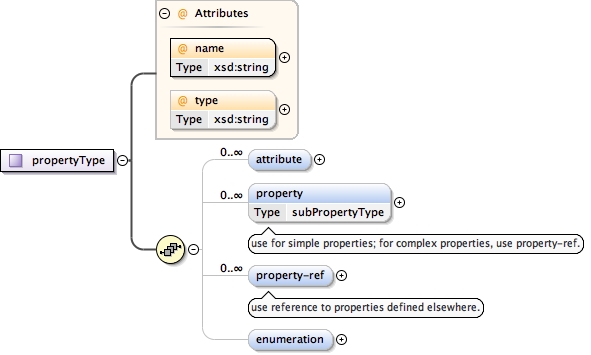 @ Attributes
@ name
Type xsd:string
@ type
Type xsd:string
propertyType
0..∞
attribute
0..∞
property
Type subPropertyType
use for simple properties; for complex properties, use property-ref.
0..∞
property-ref
use reference to properties defined elsewhere.
enumeration